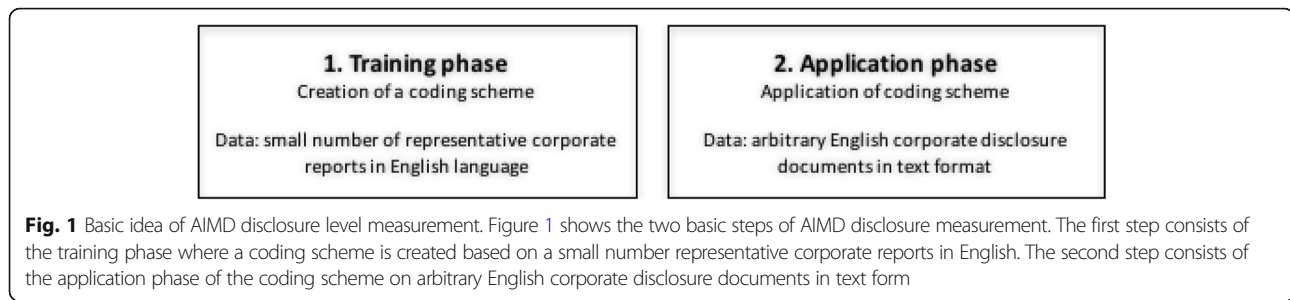 1. Training phase
Creation of a coding scheme
Data: small number of representative corporate
reports in English language
2. Application phase
Application of coding scheme
Data: arbitrary English corporate disclosure
documents in text format
Fig. 1 Basic idea of AIMD disclosure level measurement. Figure 1 shows the two basic steps of AIMD disclosure measurement. The first step consists of
the training phase where a coding scheme is created based on a small number representative corporate reports in English. The second step consists of
the application phase of the coding scheme on arbitrary English corporate disclosure documents in text form